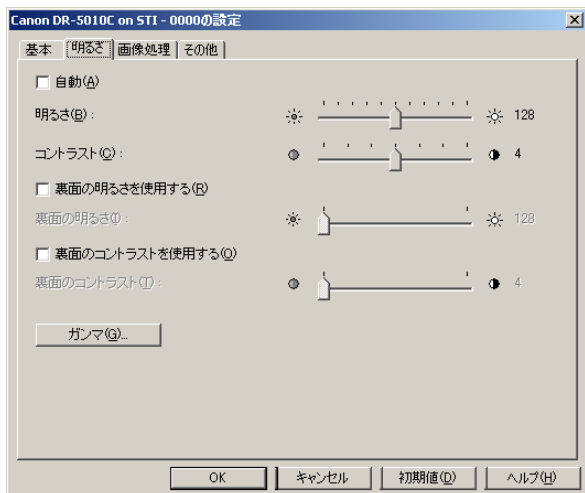 Canon DR-5010C on STI - 0000の設定
基本 明るさ 画像処理 その他
自動(A)
明るさ(B): 128
コントラスト(C): 4
裏面の明るさを使用する(R)
裏面の明るさ(I): 128
裏面のコントラストを使用する(O)
裏面のコントラスト(T): 4
ガンマ(G)...
OK キャンセル 初期値(D) ヘルプ(H)